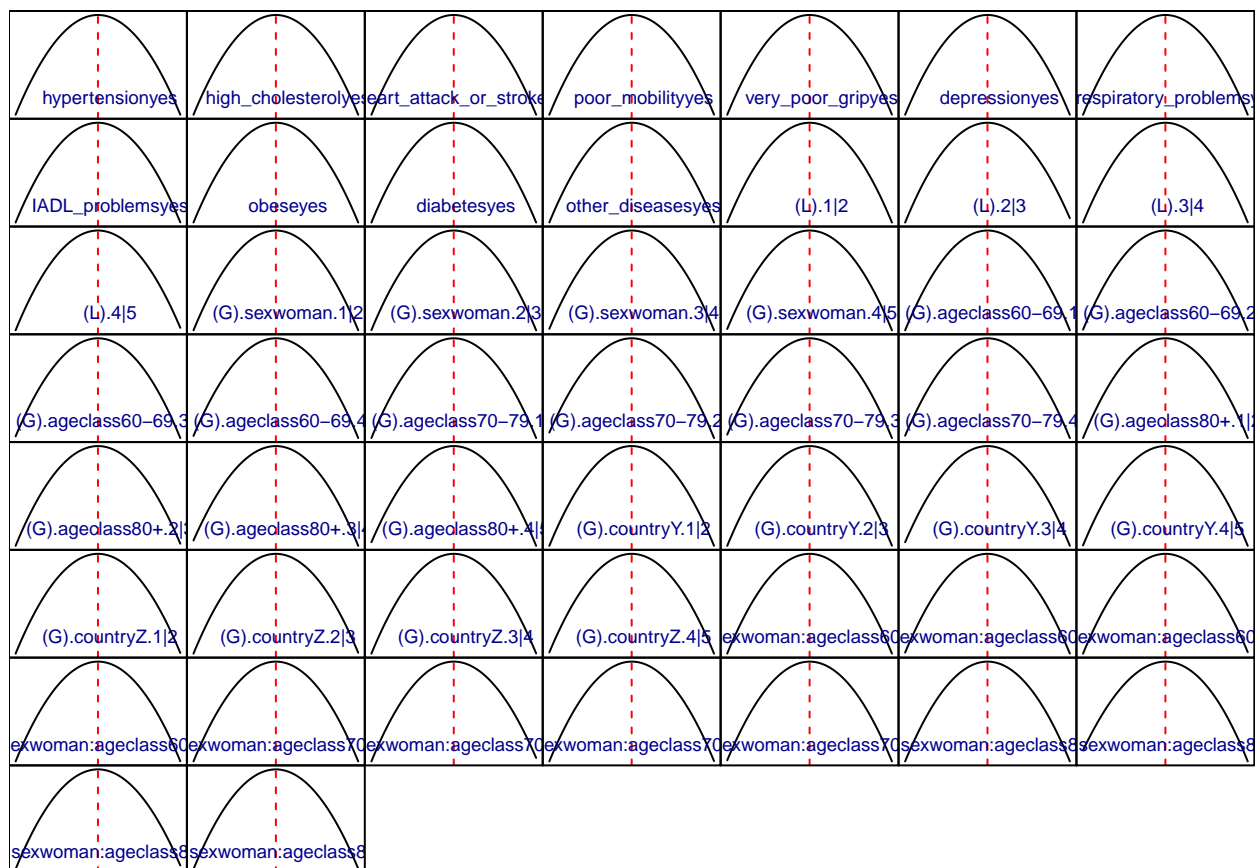 hypertensionyes
high_cholesterolyes
eart_attack_or_stroke
poor_mobilityyes
very_poor_gripyes
depressionyes
respiratory_problemsy
IADL_problemsyes
obeseyes
diabetesyes
other_diseasesyes
(L).1|2
(L).2|3
(L).3|4
(L).4|5
(G).sexwoman.1|2
(G).sexwoman.2|3
(G).sexwoman.3|4
(G).sexwoman.4|5
(G).ageclass60−69.1
(G).ageclass60−69.2
(G).ageclass60−69.3
(G).ageclass60−69.4
(G).ageclass70−79.1
(G).ageclass70−79.2
(G).ageclass70−79.3
(G).ageclass70−79.4
(G).ageclass80+.1|2
(G).ageclass80+.2|3
(G).ageclass80+.3|4
(G).ageclass80+.4|5
(G).countryY.1|2
(G).countryY.2|3
(G).countryY.3|4
(G).countryY.4|5
(G).countryZ.1|2
(G).countryZ.2|3
(G).countryZ.3|4
(G).countryZ.4|5
exwoman:ageclass60
exwoman:ageclass60
exwoman:ageclass60
exwoman:ageclass60
exwoman:ageclass70
exwoman:ageclass70
exwoman:ageclass70
exwoman:ageclass70
sexwoman:ageclass8
sexwoman:ageclass8
sexwoman:ageclass8
sexwoman:ageclass8